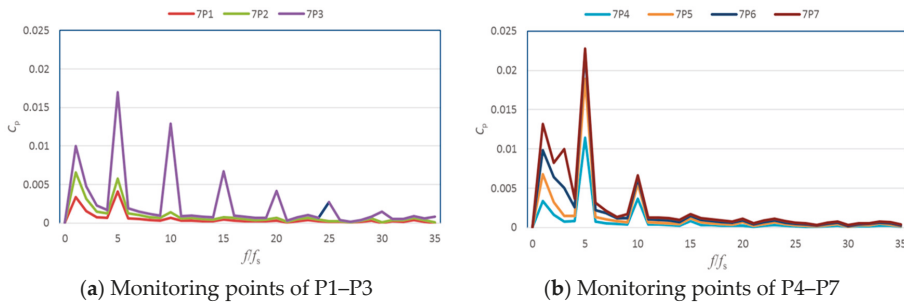 7P1 7P2 7P3
0.025
0.02
0.015
0.01
0.005
0
Cp
0 5 10 15 20 25 30 35
f/fs
(a) Monitoring points of P1–P3
7P4 7P5 7P6 7P7
0.025
0.02
0.015
0.01
0.005
0
Cp
0 5 10 15 20 25 30 35
f/fs
(b) Monitoring points of P4–P7